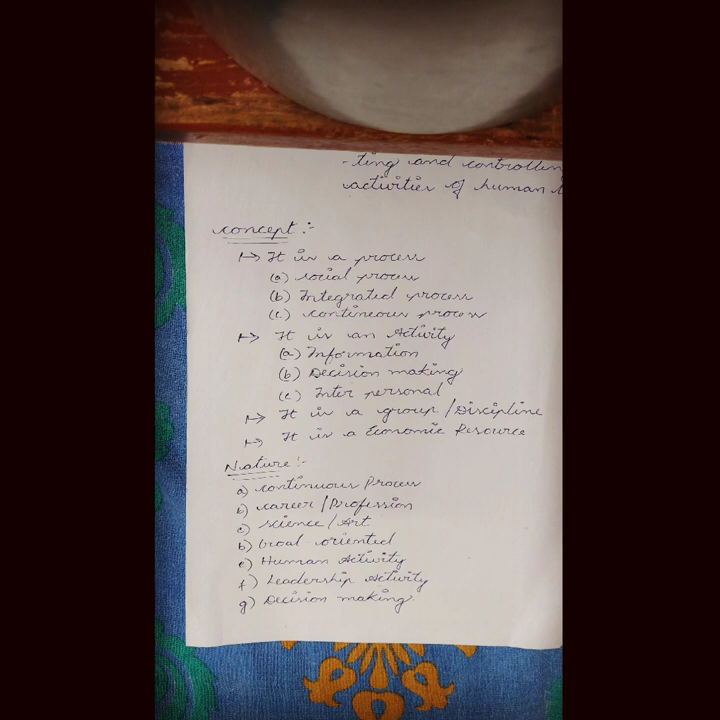 -ting and controllin
activities of human
concept :-
↦ It is a process
(a) social process
(b) Integrated process
(c) contineous process
↦ It is an Activity
(a) Information
(b) Decision making
(c) Inter personal
↦ It is a group / Discipline
↦ It is a Economic Resource
Nature :-
a) continuous Process
b) career / Profession
c) science / Art
b) Goal oriented
e) Human Activity
f) Leadership Activity
g) Decision making